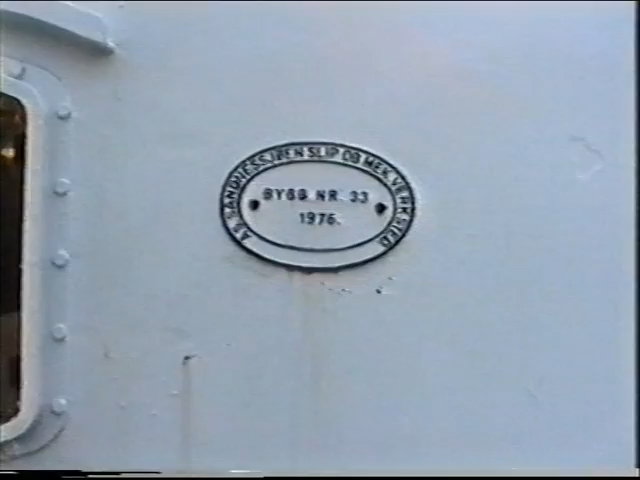 A/S. SANDNESSJØEN SLIP OG MEK. VERKSTED
BYGG NR. 33
1976.